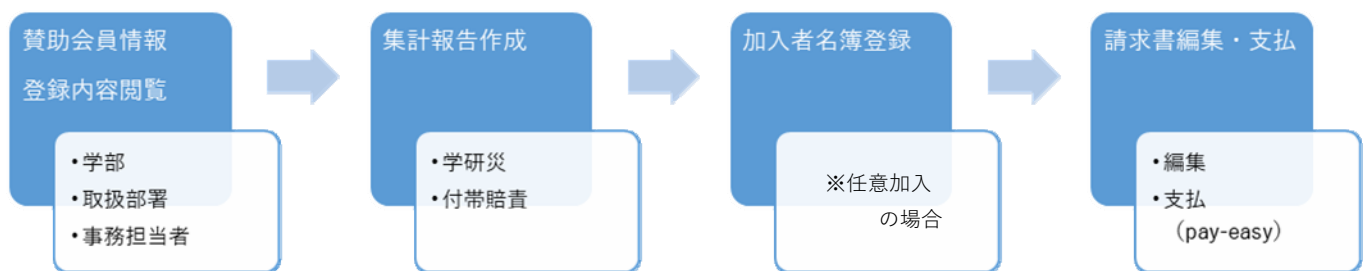 賛助会員情報
登録内容閲覧
・学部
・取扱部署
・事務担当者
集計報告作成
・学研災
・付帯賠責
加入者名簿登録
※任意加入
の場合
請求書編集・支払
・編集
・支払
（pay-easy）